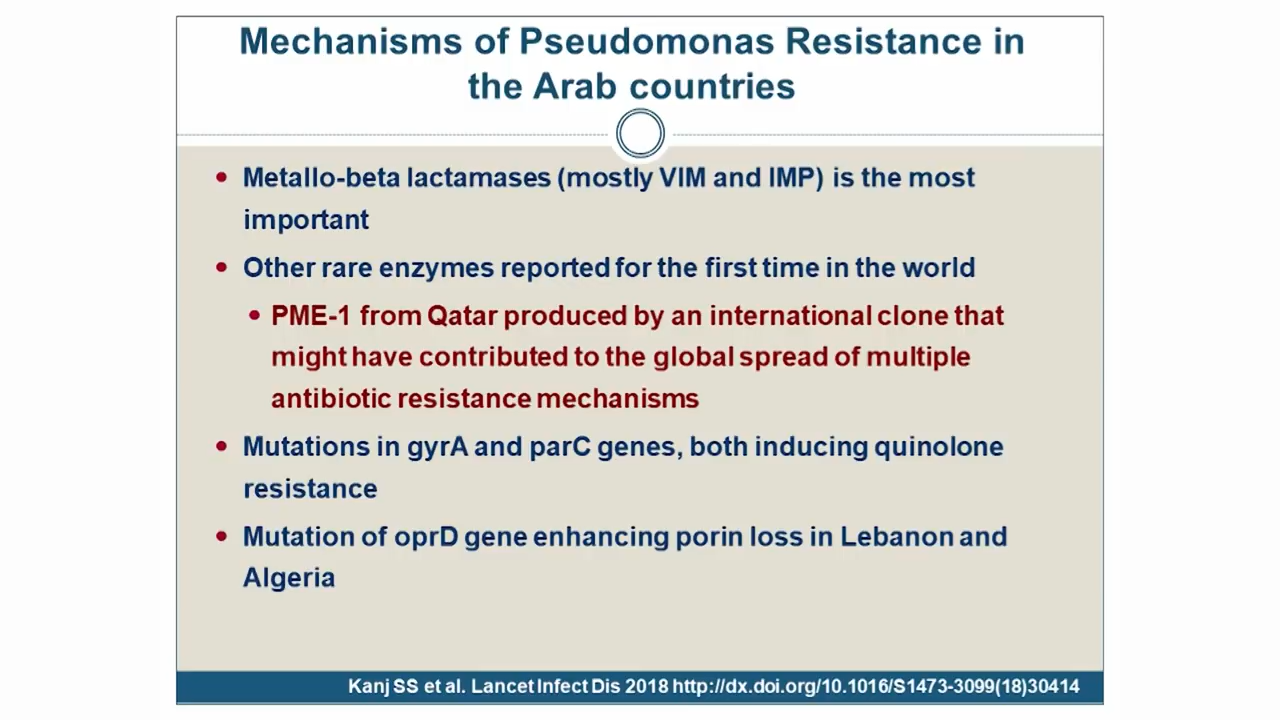 Mechanisms of Pseudomonas Resistance in
the Arab countries
• Metallo-beta lactamases (mostly VIM and IMP) is the most
important
• Other rare enzymes reported for the first time in the world
• PME-1 from Qatar produced by an international clone that
might have contributed to the global spread of multiple
antibiotic resistance mechanisms
• Mutations in gyrA and parC genes, both inducing quinolone
resistance
• Mutation of oprD gene enhancing porin loss in Lebanon and
Algeria
Kanj SS et al. Lancet Infect Dis 2018 http://dx.doi.org/10.1016/S1473-3099(18)30414